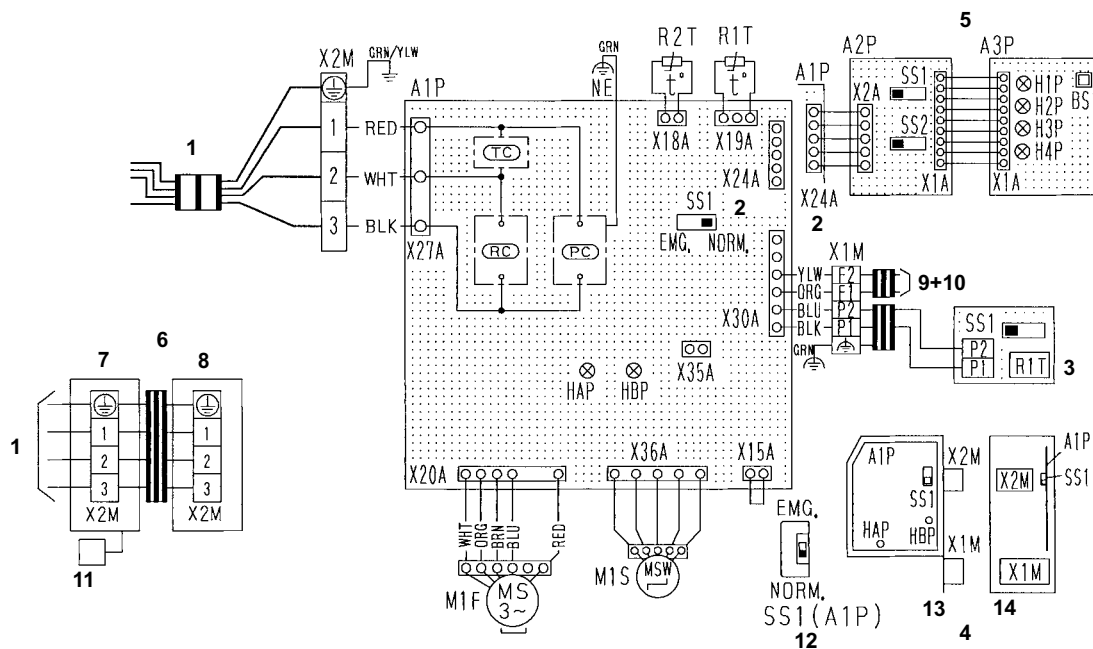 5
R2T R1T
GRN/YLW
GRN
X2M
A1P
NE
t° t°
A1P
A2P
A3P
SS1
X2A
H1P
H2P
H3P
H4P
BS
SS2
1
1 RED
2 WHT
3 BLK
TC
RC
PC
X27A
X18A X19A
X24A
SS1
2
EMG. NORM.
X24A
X1A
X1A
2
X1M
YLW F2
ORG F1
BLU P2
BLK P1
GRN
9+10
X30A
SS1
P2
P1
R1T
3
X35A
HAP HBP
6
7
8
1
1
2
3
X2M
1
2
3
X2M
11
X20A
X36A
X15A
WHT
ORG
BRN
BLU
RED
M1F
MS
3~
M1S
MSW
EMG.
NORM.
SS1(A1P)
12
A1P
X2M
SS1
HAP
HBP
X1M
13
A1P
X2M
SS1
X1M
14
4